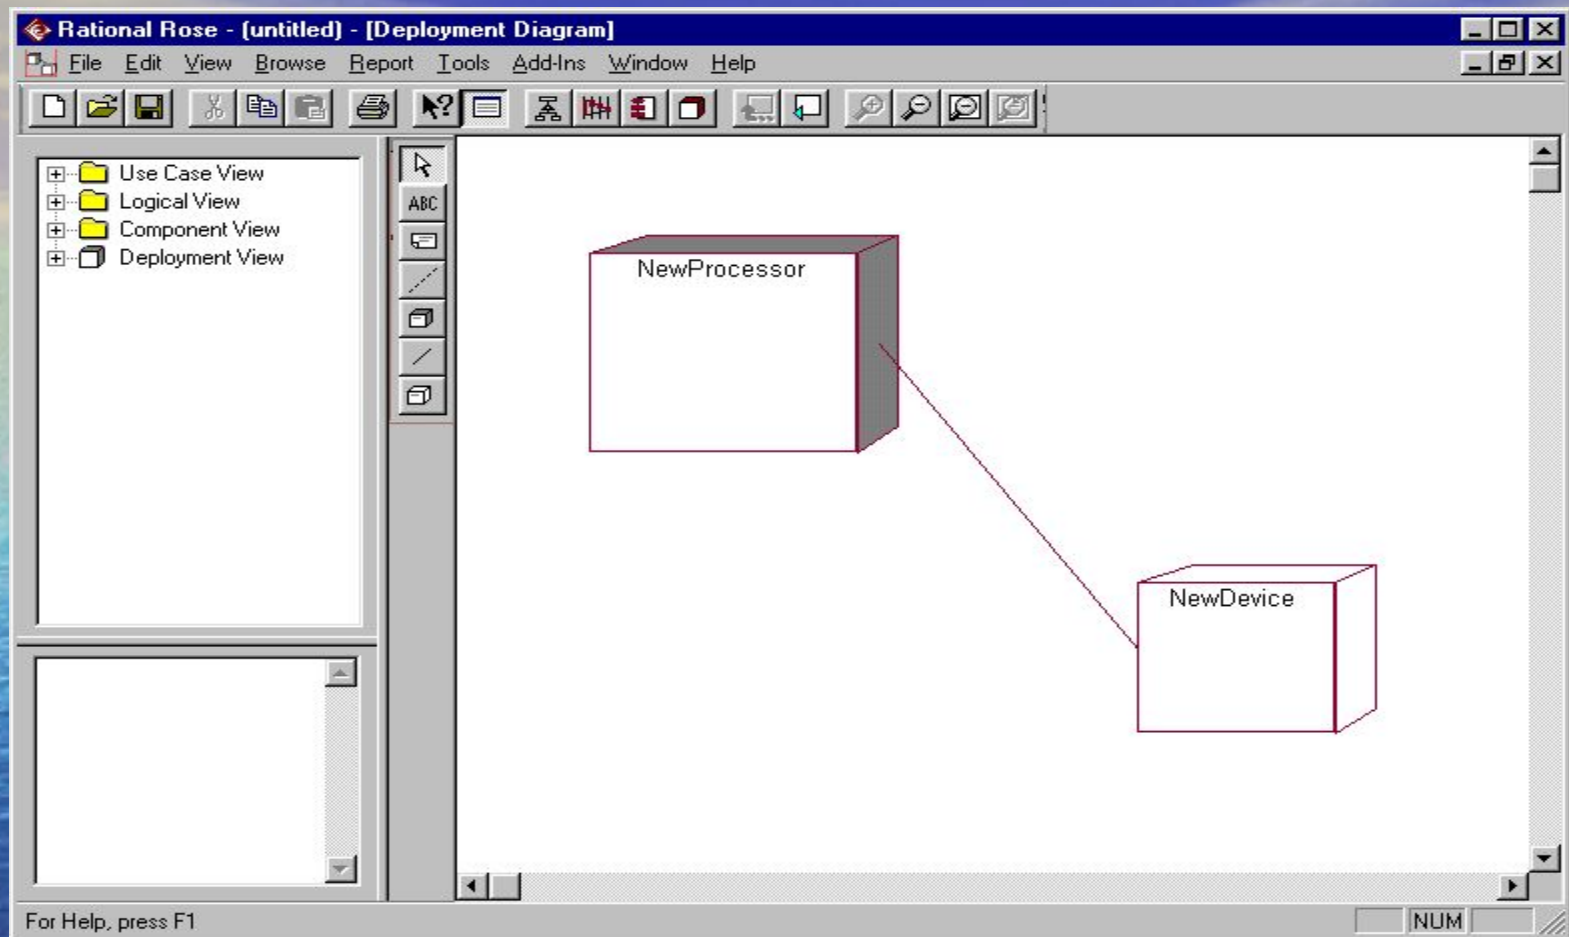 Rational Rose - (untitled) - [Deployment Diagram]
File Edit View Browse Report Tools Add-Ins Window Help
Use Case View
Logical View
Component View
Deployment View
ABC
NewProcessor
NewDevice
For Help, press F1
NUM